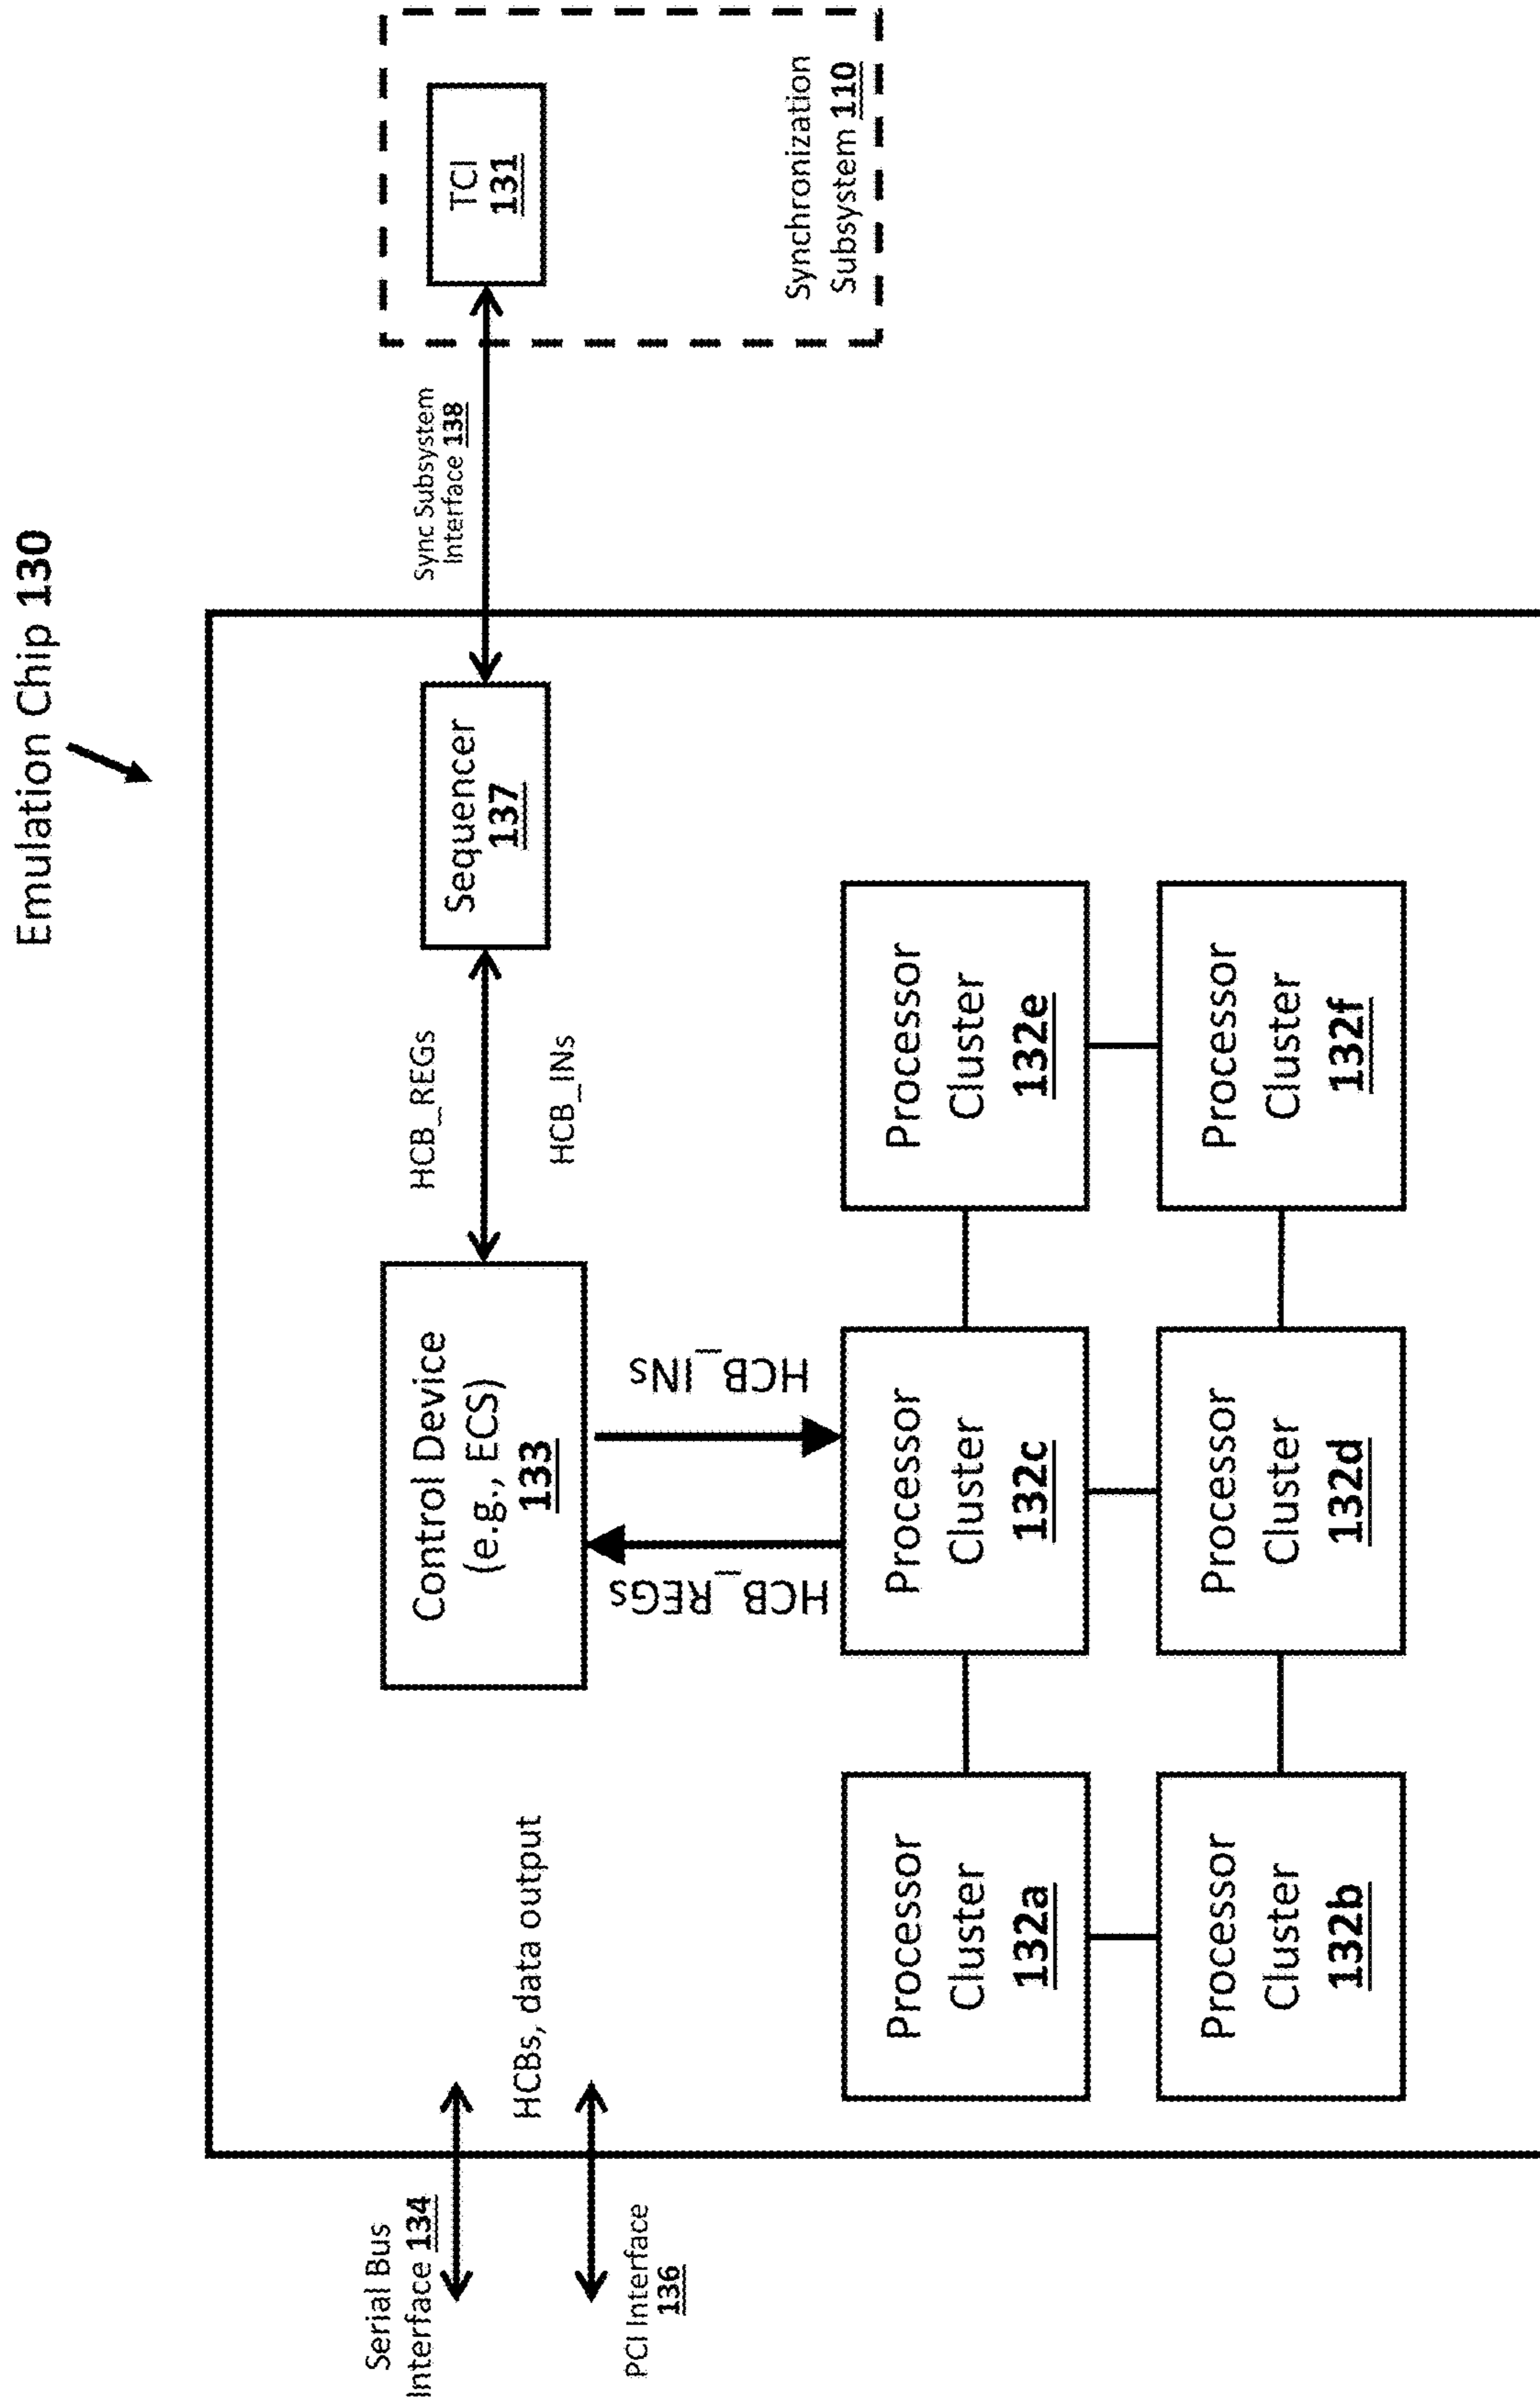 Emulation Chip 130
Serial Bus
Interface 134
PCI Interface
136
HCBs, data output
Control Device
(e.g., ECS)
133
HCB_REGs
HCB_INs
Sequencer
137
Sync Subsystem
Interface 138
TCI
131
Synchronization
Subsystem 110
HCB_REGs
HCB_INs
Processor
Cluster
132a
Processor
Cluster
132c
Processor
Cluster
132e
Processor
Cluster
132b
Processor
Cluster
132d
Processor
Cluster
132f